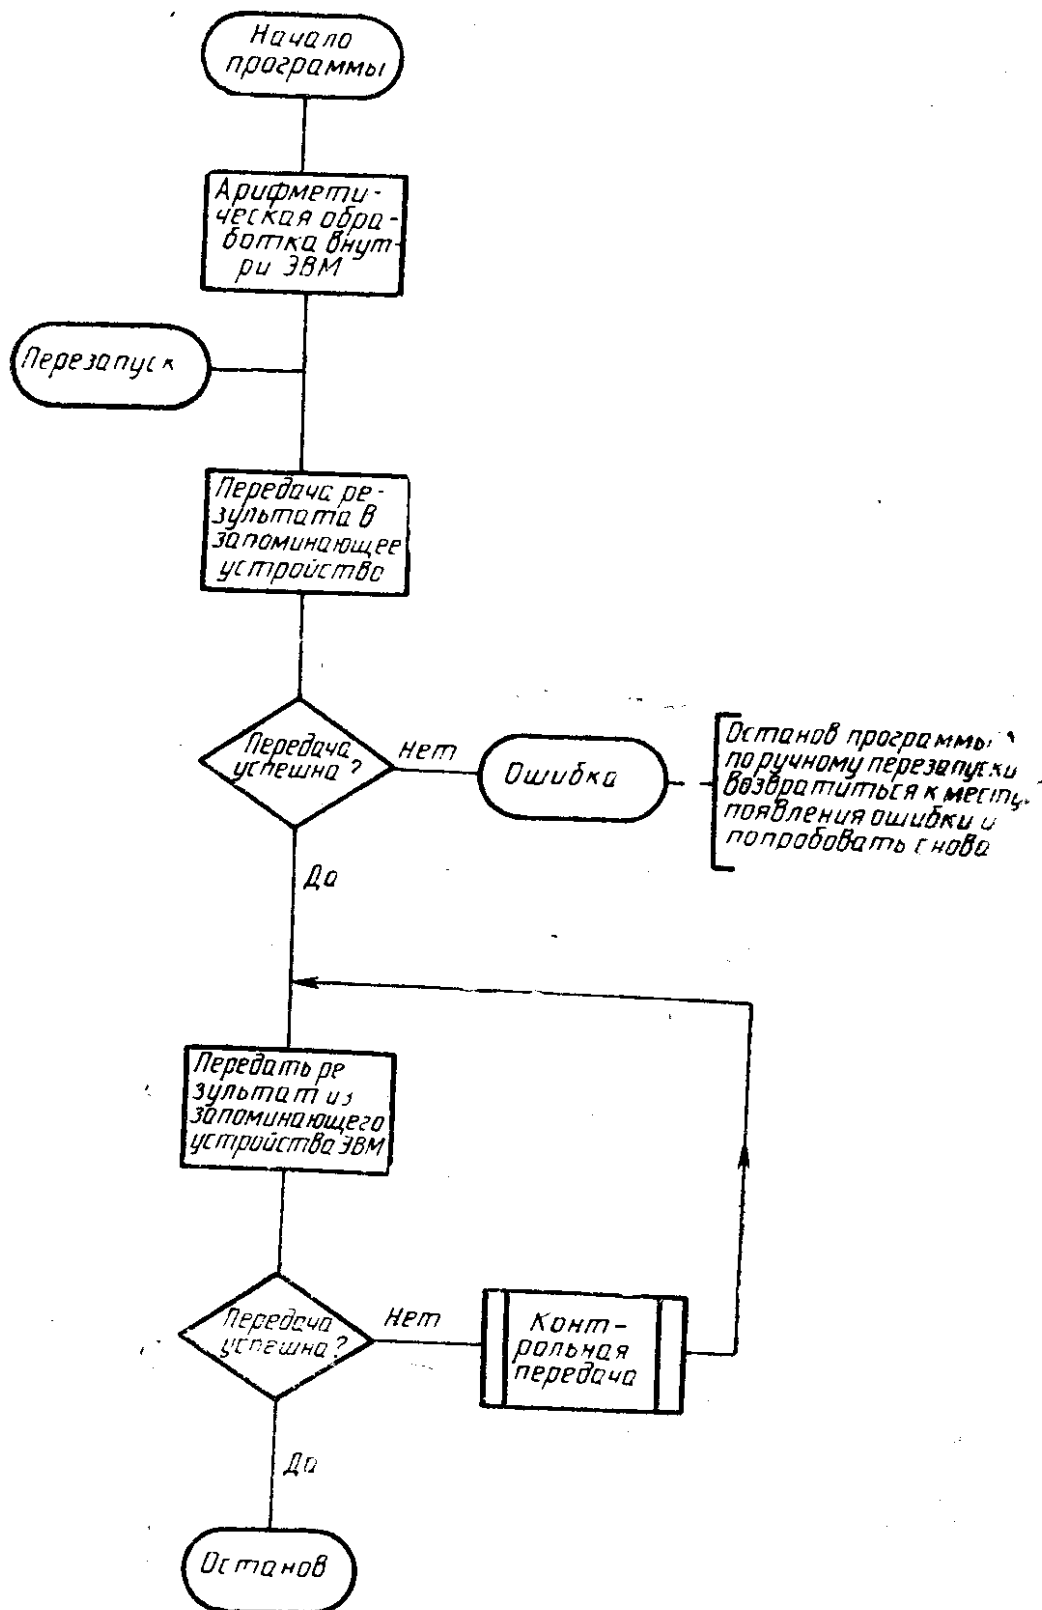 Начало
программы
Арифмети-
ческая обра-
ботка внут-
ри ЭВМ
Перезапуск
Передача ре-
зультата в
запоминающее
устройство
Передача
успешна?
Нет
Ошибка
Останов программы
по ручному перезапуски
возвратиться к месту
появления ошибки и
попробовать снова
Да
Передать ре
зультат из
запоминающего
устройства ЭВМ
Передача
успешна?
Нет
Конт-
рольная
передача
Да
Останов